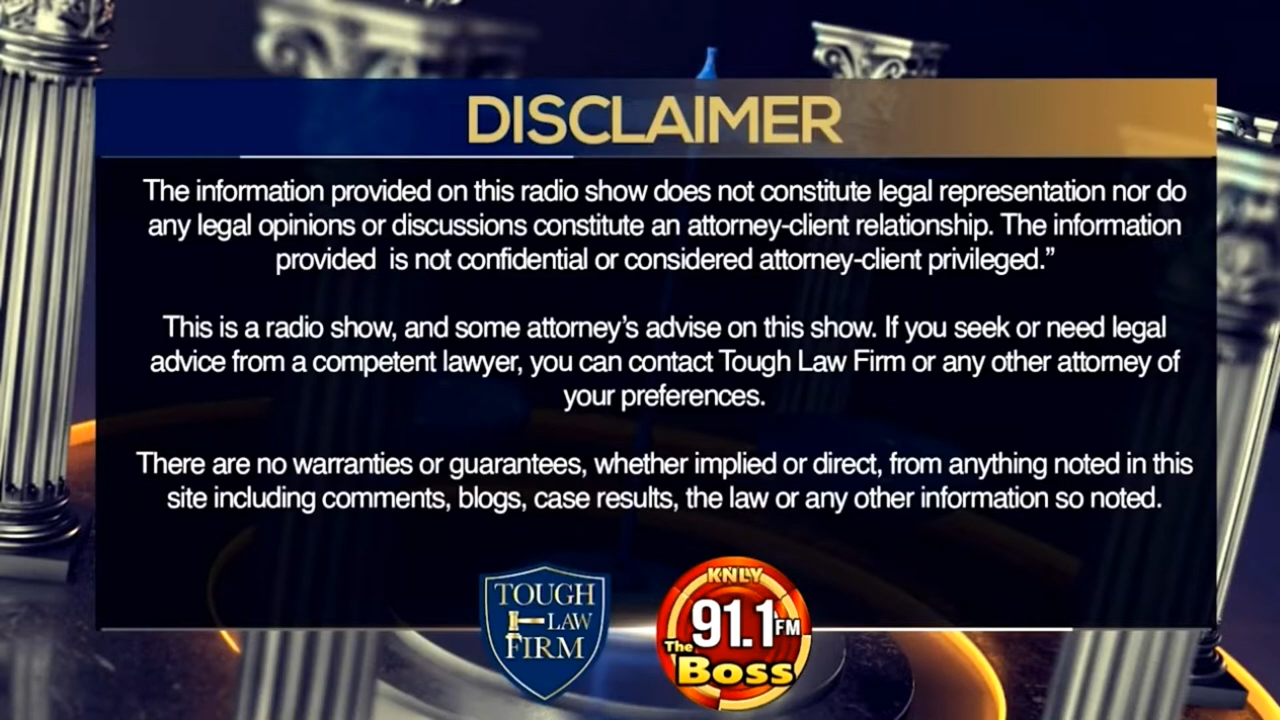 DISCLAIMER
The information provided on this radio show does not constitute legal representation nor do
any legal opinions or discussions constitute an attorney-client relationship. The information
provided  is not confidential or considered attorney-client privileged.”
This is a radio show, and some attorney’s advise on this show. If you seek or need legal
advice from a competent lawyer, you can contact Tough Law Firm or any other attorney of
your preferences.
There are no warranties or guarantees, whether implied or direct, from anything noted in this
site including comments, blogs, case results, the law or any other information so noted.
TOUGH
LAW
FIRM
KNLY
91.1 FM
The
Boss